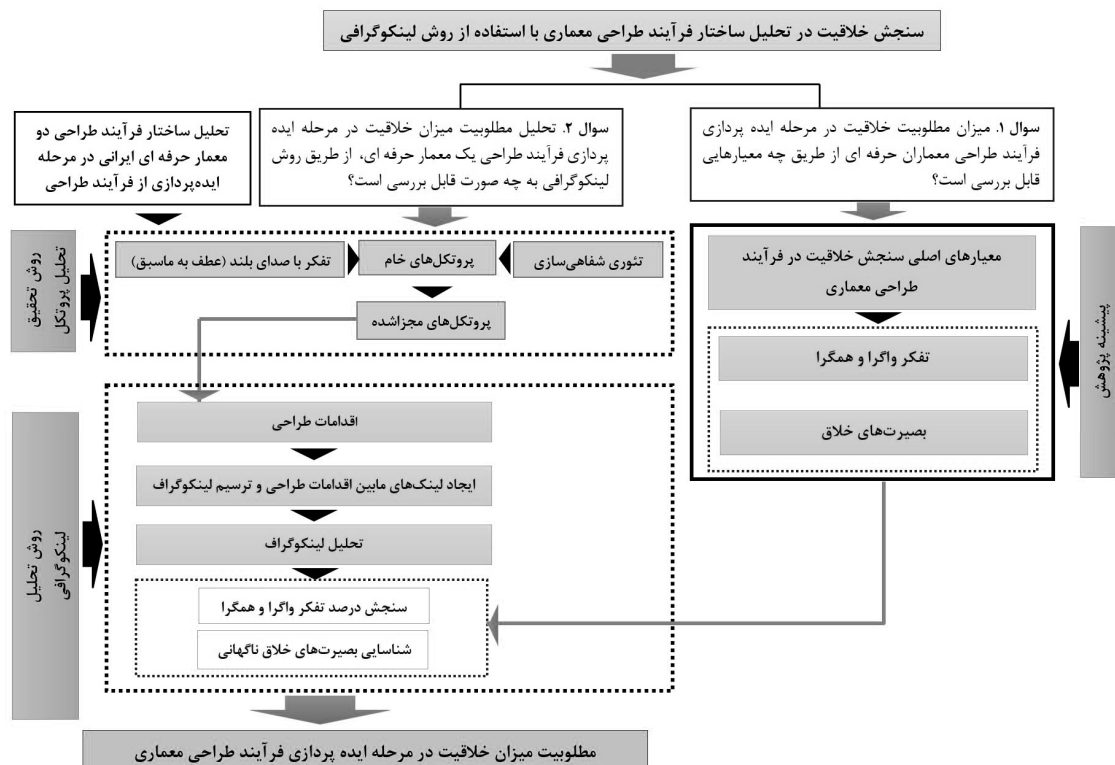 سنجش خلاقیت در تحلیل ساختار فرآیند طراحی معماری با استفاده از روش لینکوگرافی
سوال ۱. میزان مطلوبیت خلاقیت در مرحله ایده
پردازی فرآیند طراحی معماران حرفه ای از طریق چه معیارهایی
قابل بررسی است؟
سوال ۲. تحلیل مطلوبیت میزان خلاقیت در مرحله ایده
پردازی فرآیند طراحی یک معمار حرفه ای، از طریق روش
لینکوگرافی به چه صورت قابل بررسی است؟
تحلیل ساختار فرآیند طراحی دو
معمار حرفه ای ایرانی در مرحله
ایده‌پردازی از فرآیند طراحی
پیشینه پژوهش
معیارهای اصلی سنجش خلاقیت در فرآیند
طراحی معماری
تفکر واگرا و همگرا
بصیرت‌های خلاق
روش تحقیق
تحلیل پروتکل
تئوری شفاهی‌سازی
پروتکل‌های خام
تفکر با صدای بلند (عطف به ماسبق)
پروتکل‌های مجزاشده
روش تحلیل
لینکوگرافی
اقدامات طراحی
ایجاد لینک‌های مابین اقدامات طراحی و ترسیم لینکوگراف
تحلیل لینکوگراف
سنجش درصد تفکر واگرا و همگرا
شناسایی بصیرت‌های خلاق ناگهانی
مطلوبیت میزان خلاقیت در مرحله ایده پردازی فرآیند طراحی معماری